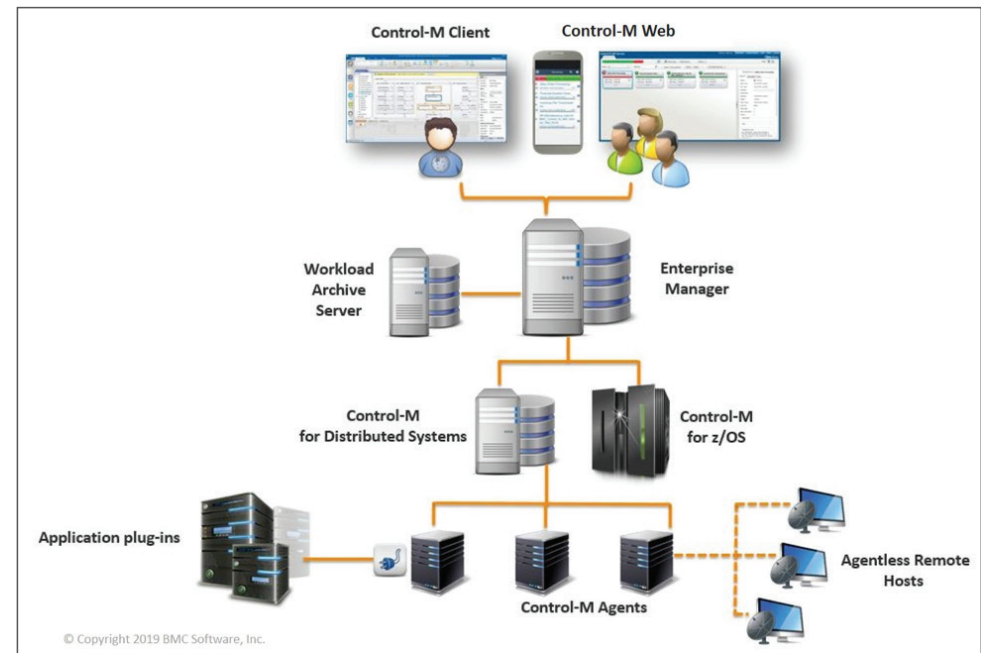 Control-M Client
Control-M Web
Workload
Archive
Server
Enterprise
Manager
Control-M
for Distributed Systems
Control-M
for z/OS
Application plug-ins
Control-M Agents
Agentless Remote
Hosts
© Copyright 2019 BMC Software, Inc.